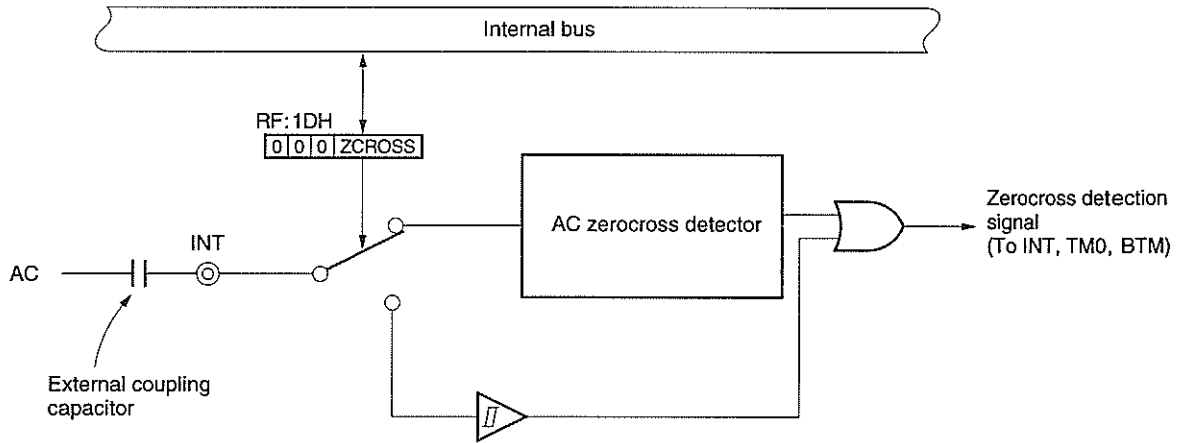 Internal bus
RF: 1DH
0 0 0 ZCROSS
AC zerocross detector
Zerocross detection
signal
(To INT, TM0, BTM)
INT
AC
External coupling
capacitor